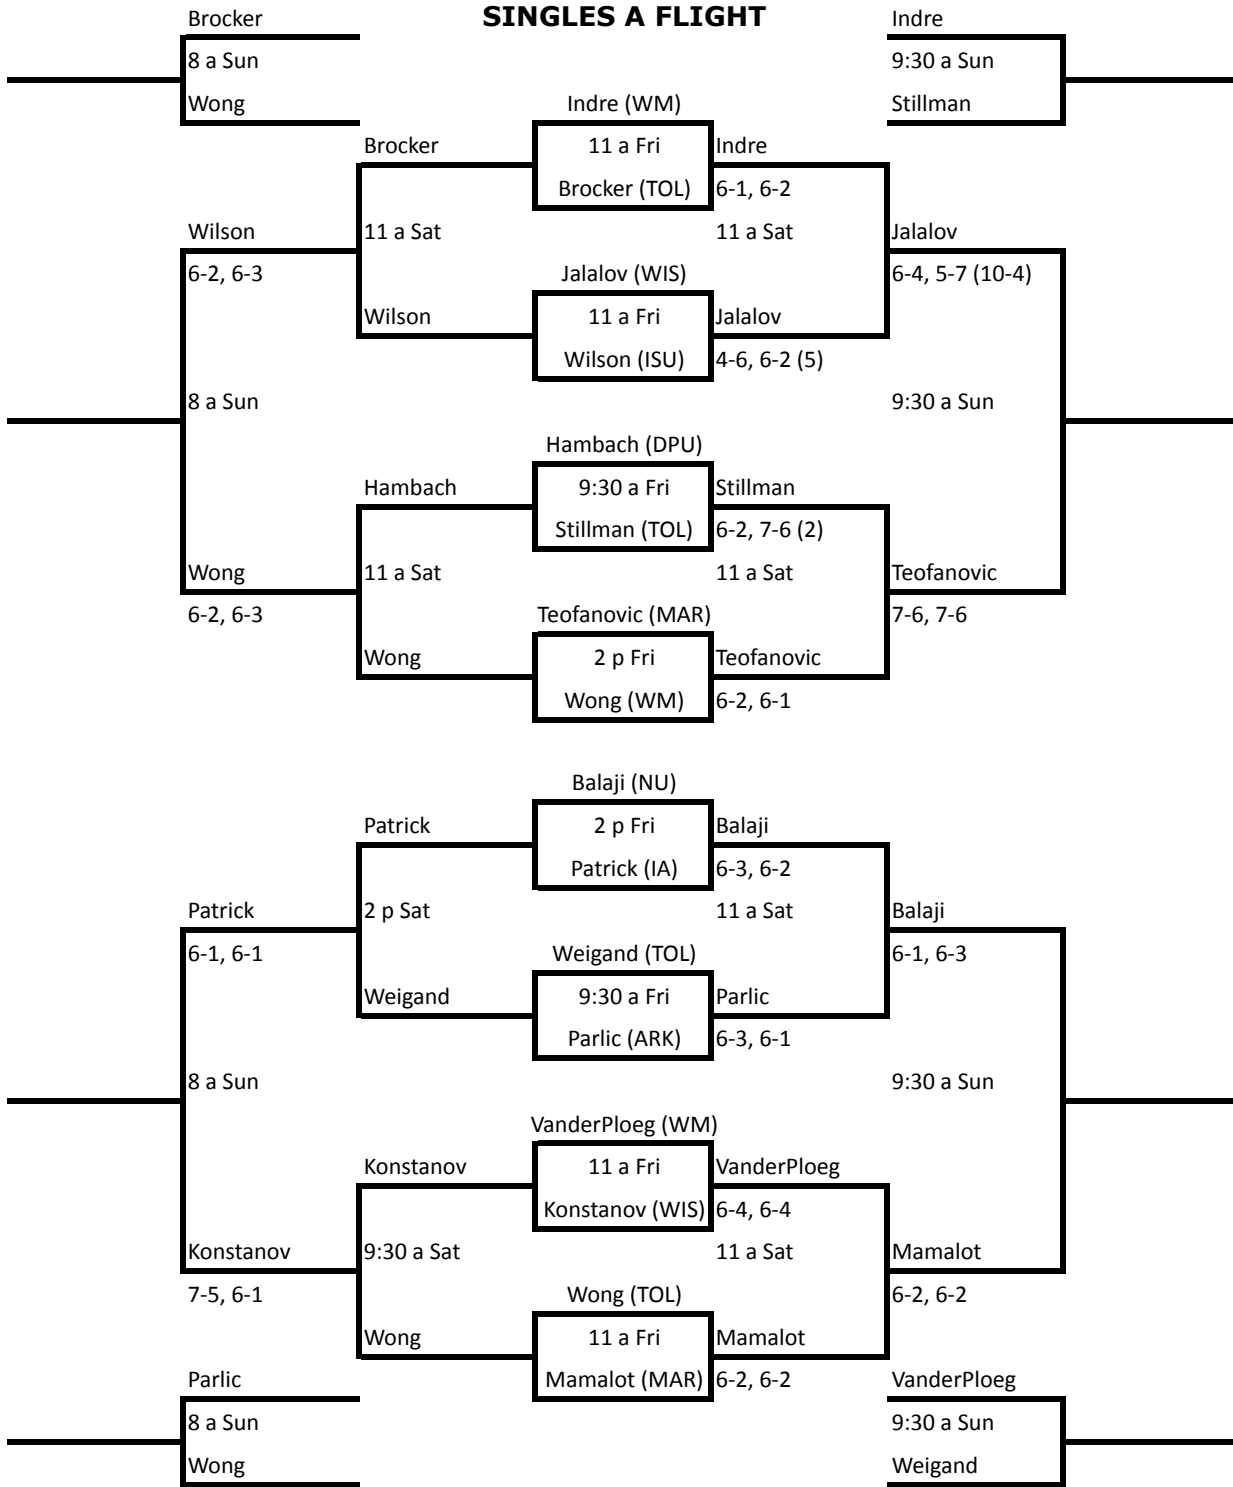 SINGLES A FLIGHT
Brocker
Indre
8 a Sun
9:30 a Sun
Wong
Indre (WM)
Stillman
Brocker
11 a Fri
Indre
Brocker (TOL)
6-1, 6-2
Wilson
11 a Sat
11 a Sat
Jalalov
6-2, 6-3
Jalalov (WIS)
6-4, 5-7 (10-4)
Wilson
11 a Fri
Jalalov
Wilson (ISU)
4-6, 6-2 (5)
8 a Sun
9:30 a Sun
Hambach (DPU)
Hambach
9:30 a Fri
Stillman
Stillman (TOL)
6-2, 7-6 (2)
Wong
11 a Sat
11 a Sat
Teofanovic
6-2, 6-3
Teofanovic (MAR)
7-6, 7-6
Wong
2 p Fri
Teofanovic
Wong (WM)
6-2, 6-1
Balaji (NU)
Patrick
2 p Fri
Balaji
Patrick (IA)
6-3, 6-2
Patrick
2 p Sat
11 a Sat
Balaji
6-1, 6-1
Weigand (TOL)
6-1, 6-3
Weigand
9:30 a Fri
Parlic
Parlic (ARK)
6-3, 6-1
8 a Sun
9:30 a Sun
VanderPloeg (WM)
Konstanov
11 a Fri
VanderPloeg
Konstanov (WIS)
6-4, 6-4
Konstanov
9:30 a Sat
11 a Sat
Mamalot
7-5, 6-1
Wong (TOL)
6-2, 6-2
Wong
11 a Fri
Mamalot
Parlic
Mamalot (MAR)
6-2, 6-2
VanderPloeg
8 a Sun
9:30 a Sun
Wong
Weigand